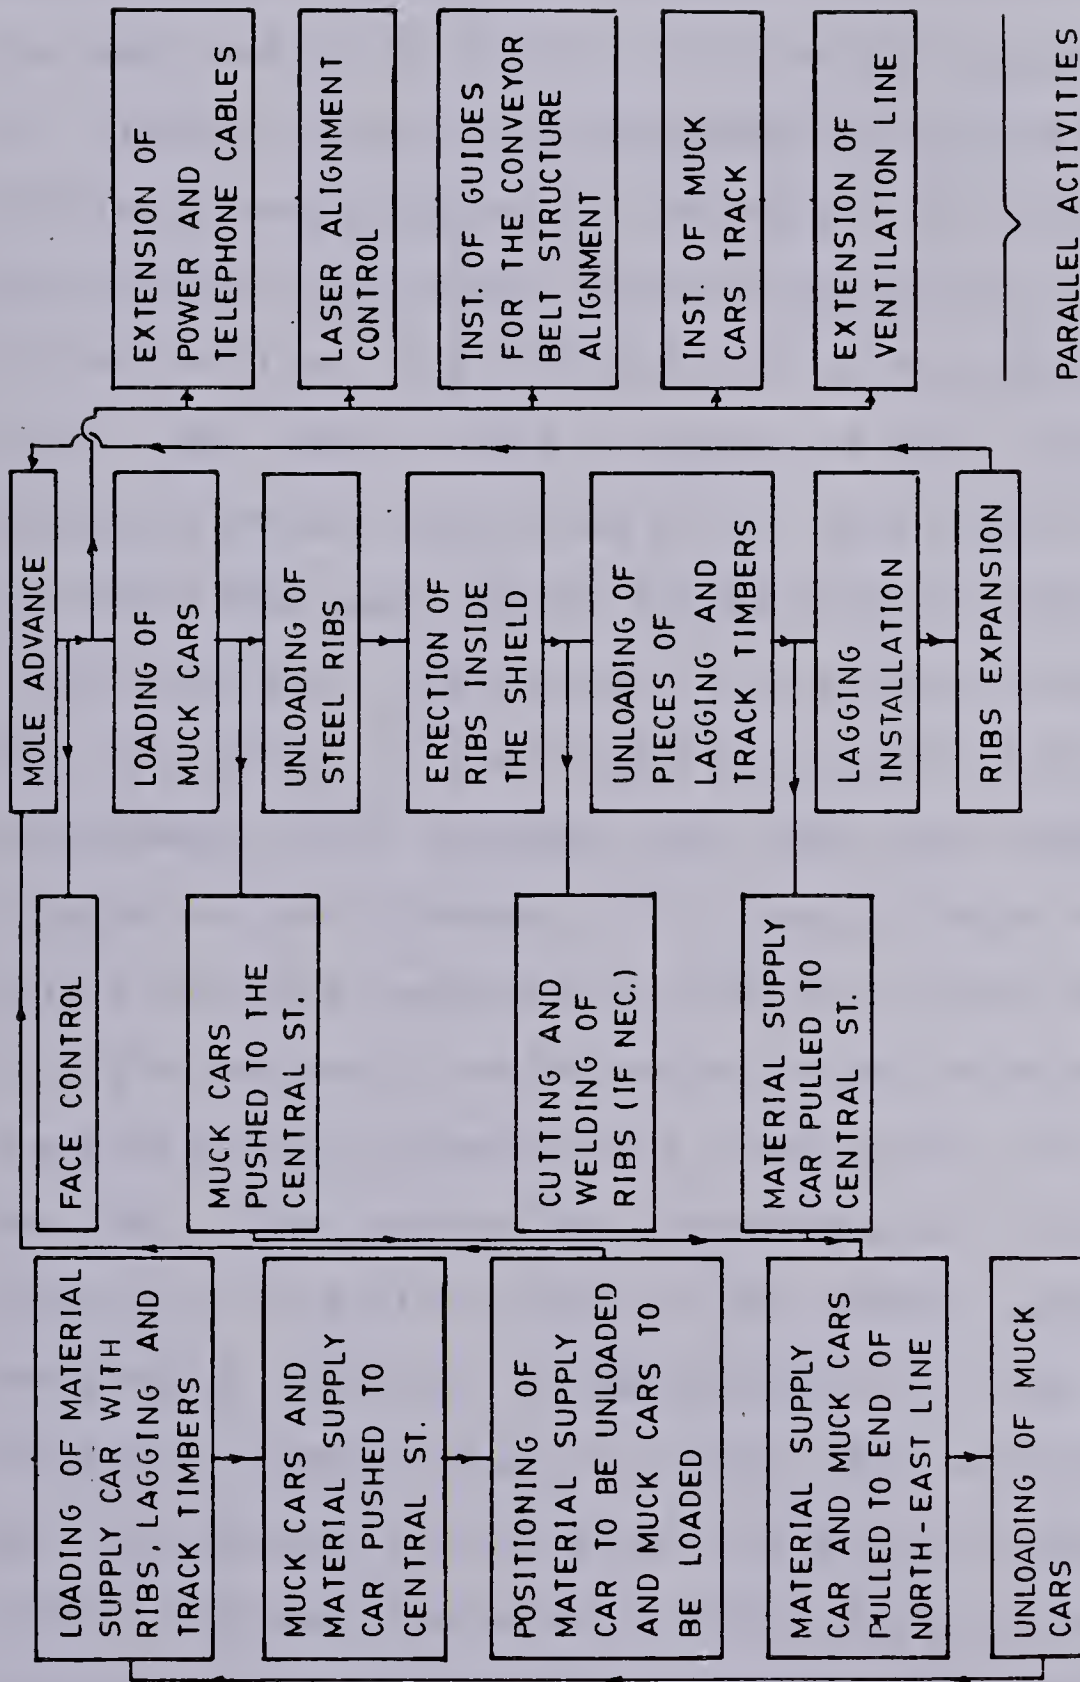 LOADING OF MATERIAL
SUPPLY CAR WITH
RIBS, LAGGING AND
TRACK TIMBERS
MUCK CARS AND
MATERIAL SUPPLY
CAR PUSHED TO
CENTRAL ST.
POSITIONING OF
MATERIAL SUPPLY
CAR TO BE UNLOADED
AND MUCK CARS TO
BE LOADED
MATERIAL SUPPLY
CAR AND MUCK CARS
PULLED TO END OF
NORTH-EAST LINE
UNLOADING OF MUCK
CARS
FACE CONTROL
MUCK CARS
PUSHED TO THE
CENTRAL ST.
CUTTING AND
WELDING OF
RIBS (IF NEC.)
MATERIAL SUPPLY
CAR PULLED TO
CENTRAL ST.
MOLE ADVANCE
LOADING OF
MUCK CARS
UNLOADING OF
STEEL RIBS
ERECTION OF
RIBS INSIDE
THE SHIELD
UNLOADING OF
PIECES OF
LAGGING AND
TRACK TIMBERS
LAGGING
INSTALLATION
RIBS EXPANSION
EXTENSION OF
POWER AND
TELEPHONE CABLES
LASER ALIGNMENT
CONTROL
INST. OF GUIDES
FOR THE CONVEYOR
BELT STRUCTURE
ALIGNMENT
INST. OF MUCK
CARS TRACK
EXTENSION OF
VENTILATION LINE
PARALLEL ACTIVITIES